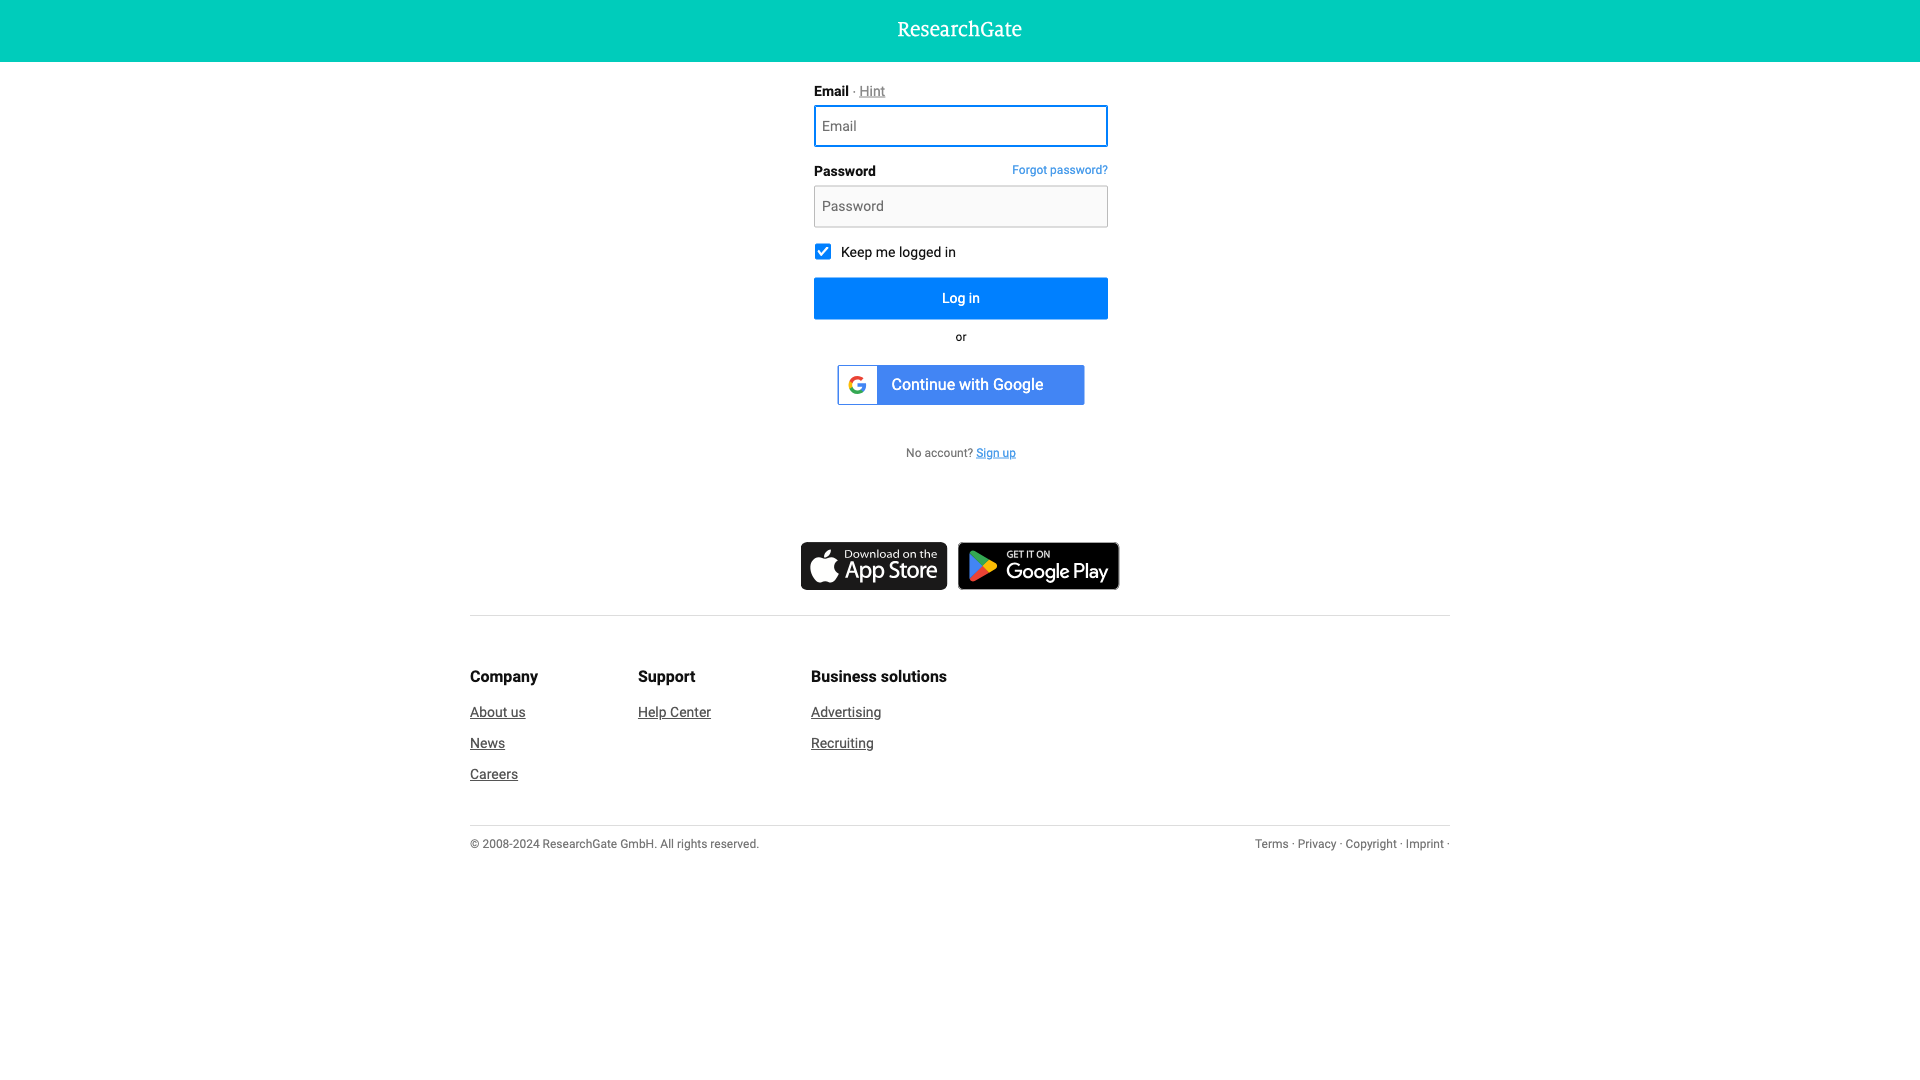 ResearchGate
Email · Hint
Email
Password Forgot password?
Password
Keep me logged in
Log in
or
Continue with Google
No account? Sign up
Download on the
App Store
GET IT ON
Google Play
Company
About us
News
Careers
Support
Help Center
Business solutions
Advertising
Recruiting
© 2008-2024 ResearchGate GmbH. All rights reserved.
Terms · Privacy · Copyright · Imprint ·